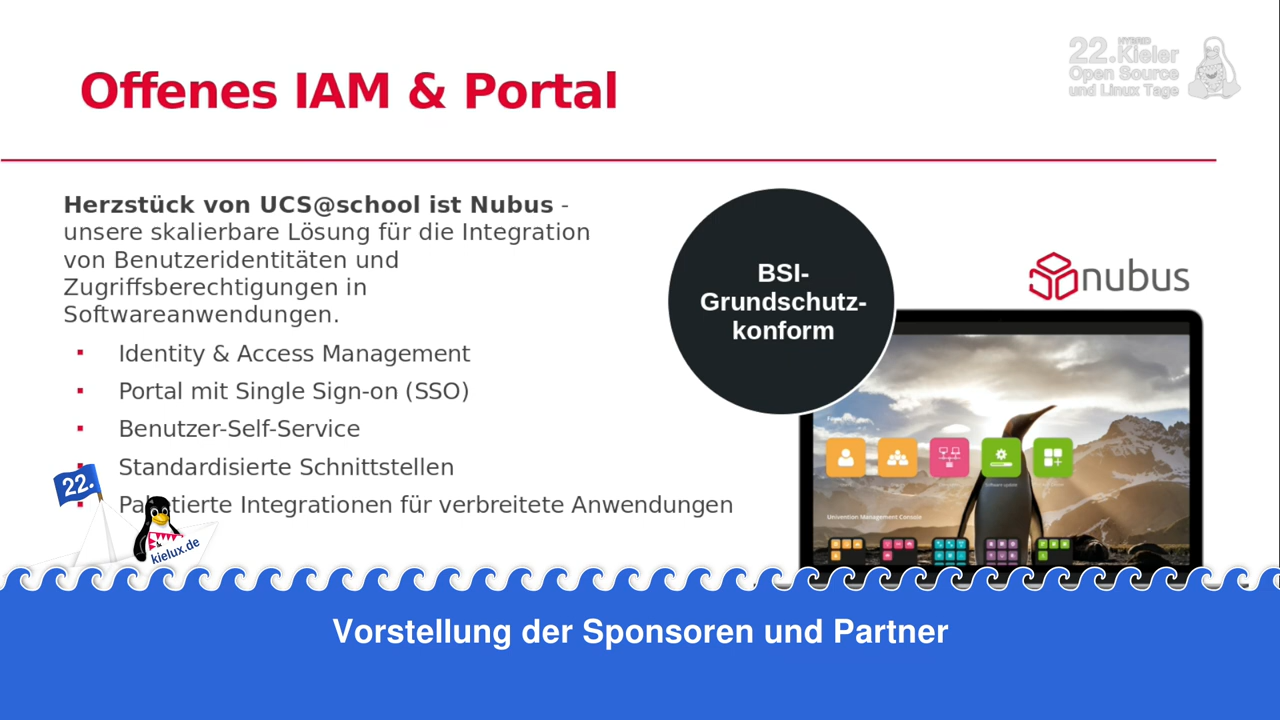 Offenes IAM & Portal
HYBRID
22.Kieler
Open Source
und Linux Tage
Herzstück von UCS@school ist Nubus -
unsere skalierbare Lösung für die Integration
von Benutzeridentitäten und
Zugriffsberechtigungen in
Softwareanwendungen.
Identity & Access Management
Portal mit Single Sign-on (SSO)
Benutzer-Self-Service
Standardisierte Schnittstellen
für verbreitete Anwendungen
Integrationen
BSI-
Grundschutz-
konform
nubus
Software update
Univention Management Console
22.
kielux.de
Vorstellung der Sponsoren und Partner